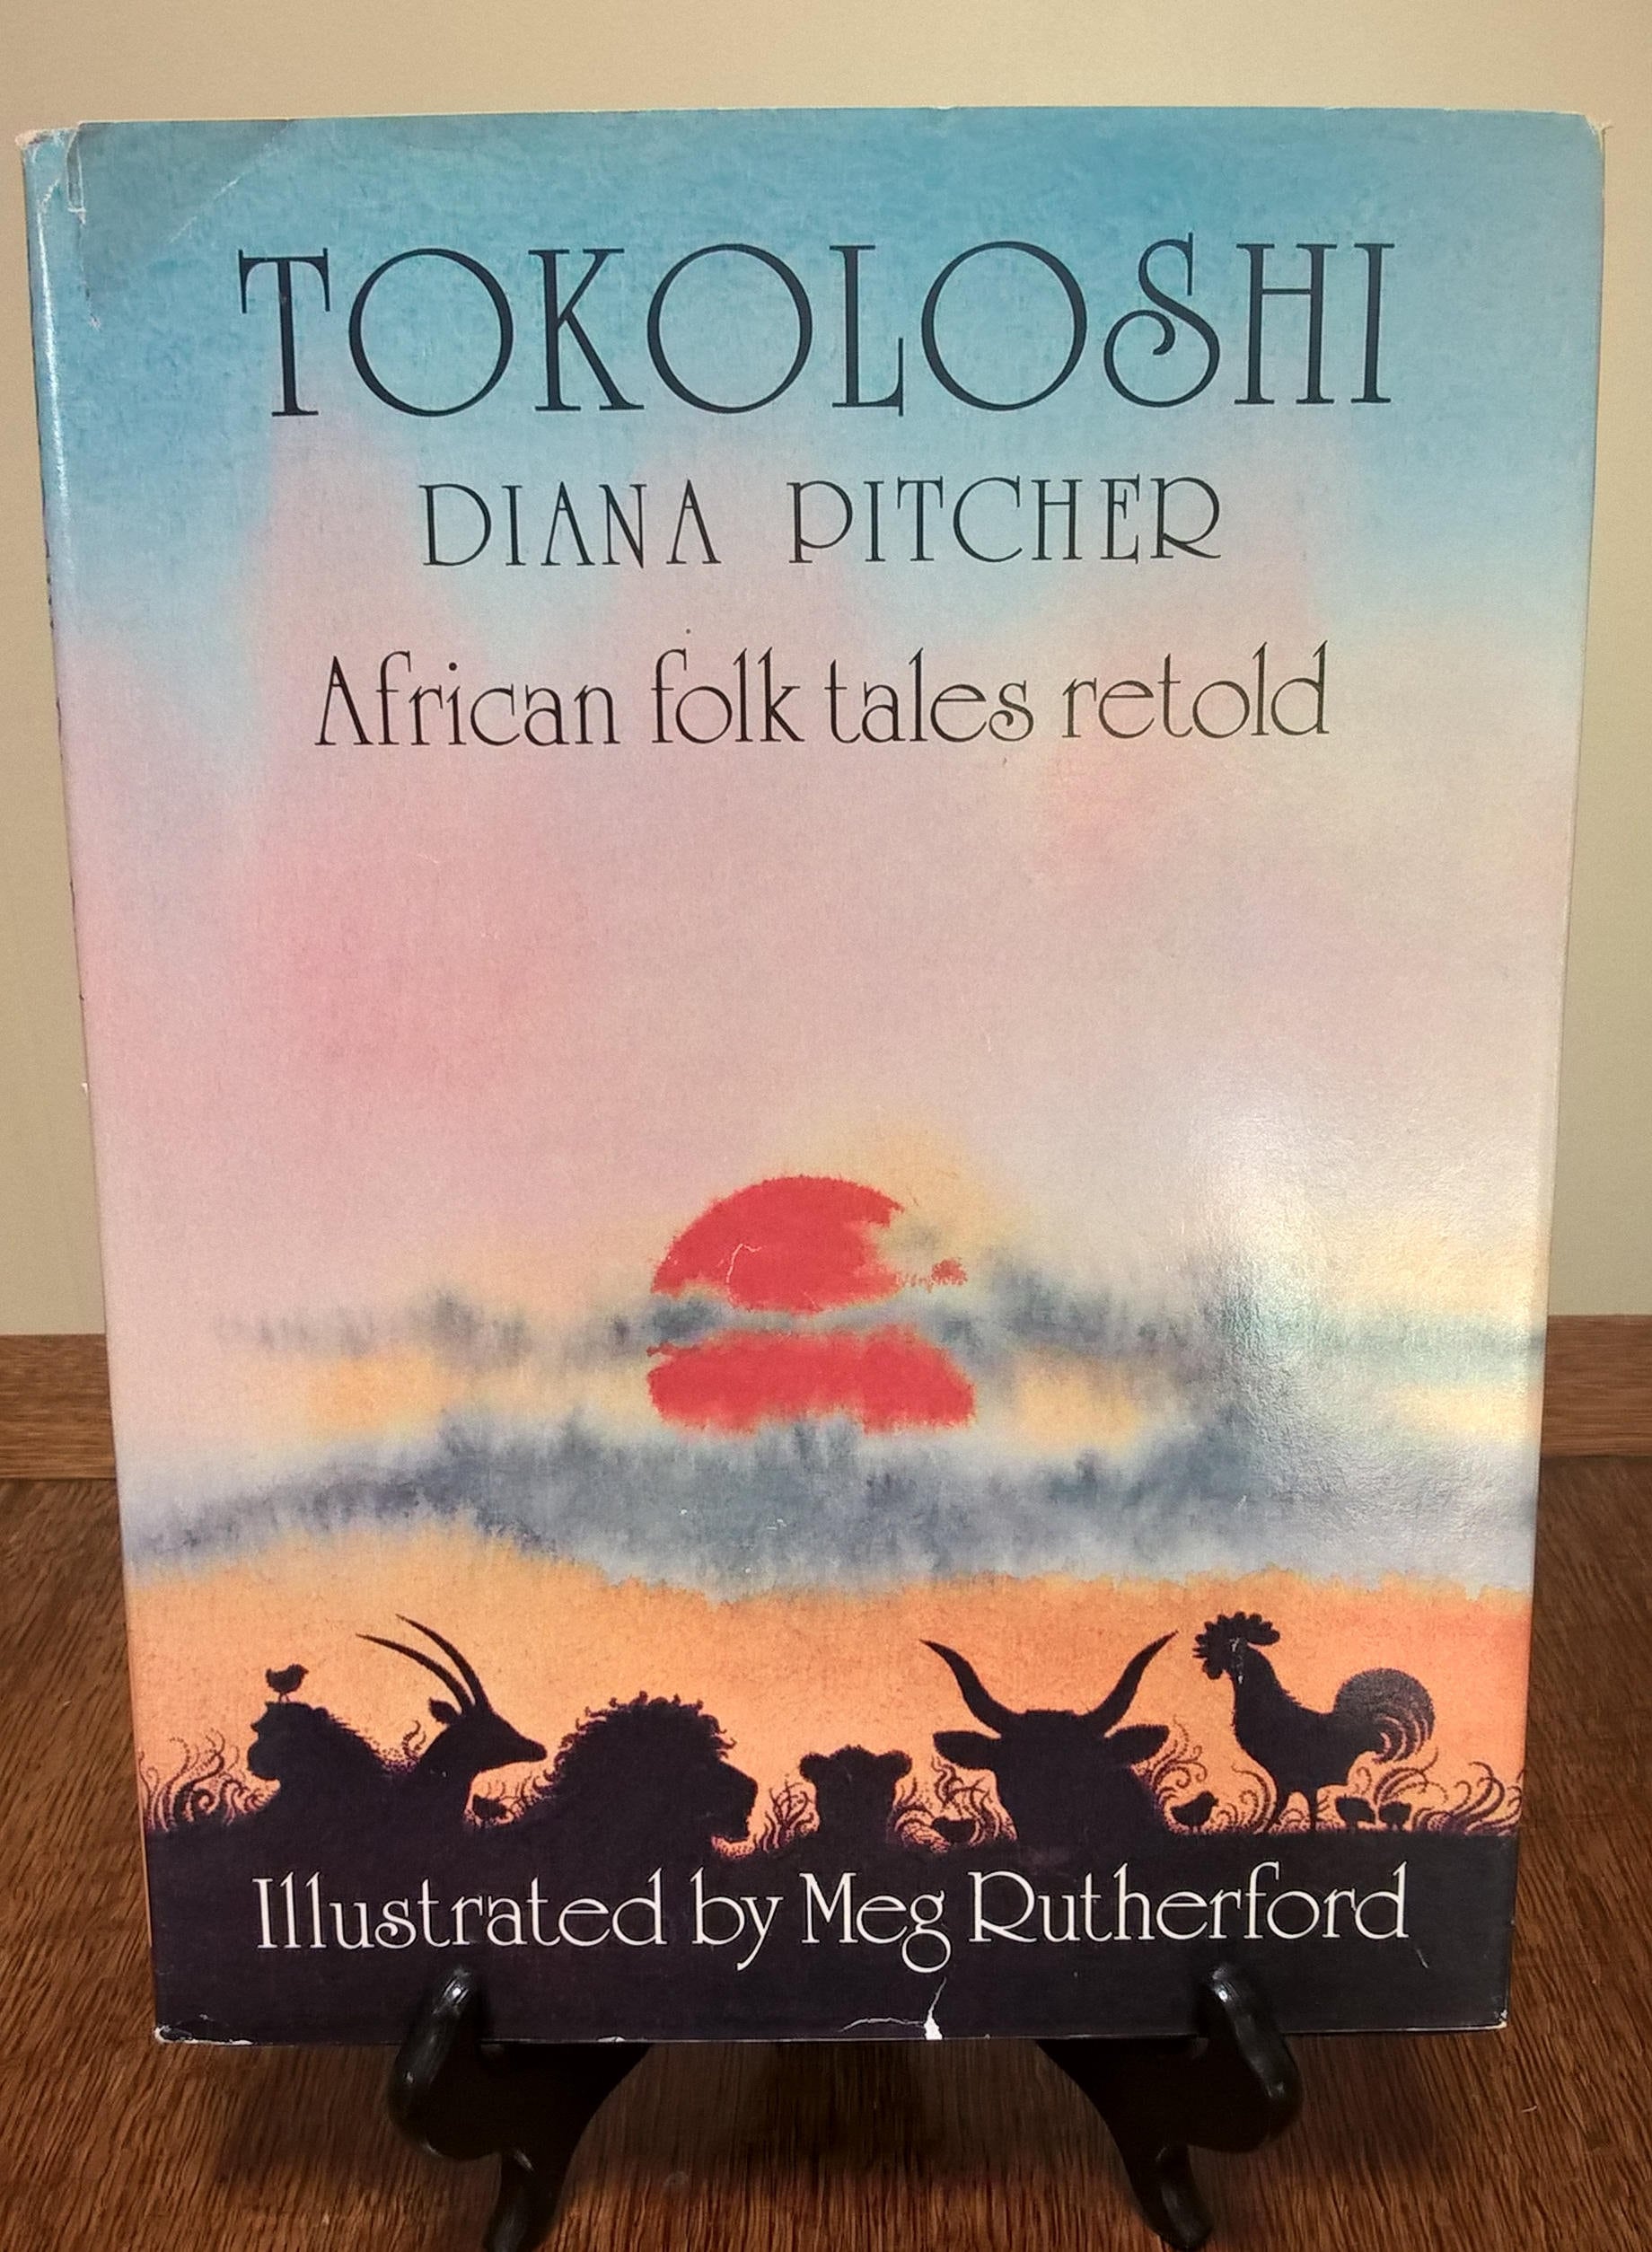 TOKOLOSHI
DIANA PITCHER
African folk tales retold
Illustrated by Meg Rutherford